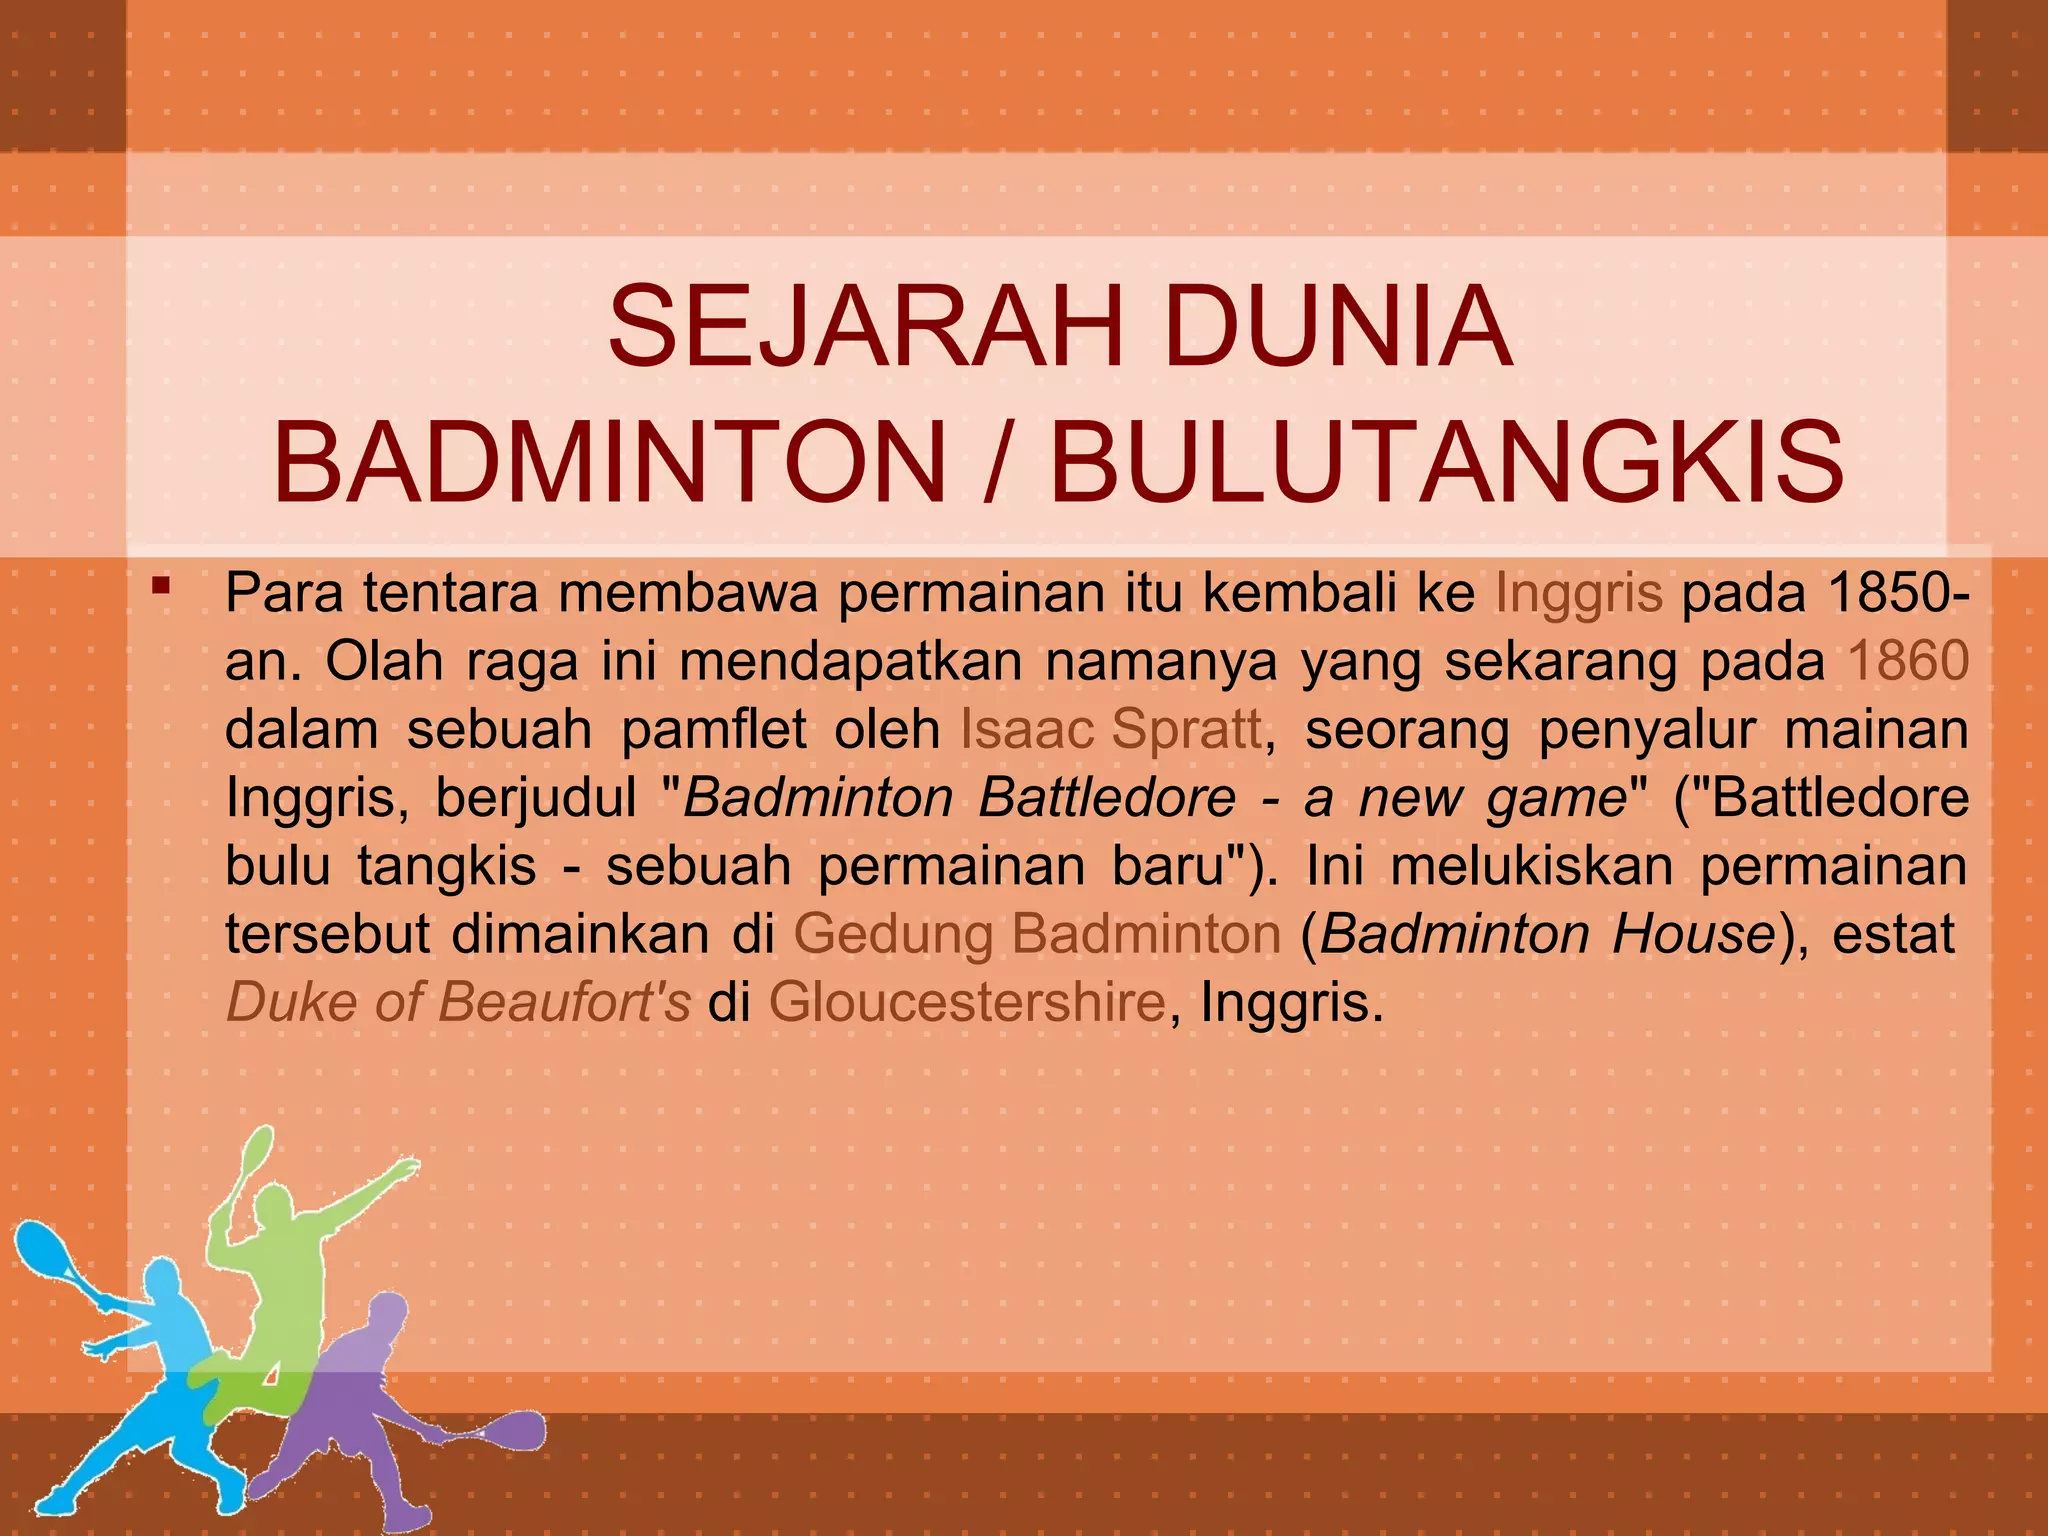 SEJARAH DUNIA
BADMINTON / BULUTANGKIS
▪ Para tentara membawa permainan itu kembali ke Inggris pada 1850-
an. Olah raga ini mendapatkan namanya yang sekarang pada 1860
dalam sebuah pamflet oleh Isaac Spratt, seorang penyalur mainan
Inggris, berjudul "Badminton Battledore - a new game" ("Battledore
bulu tangkis - sebuah permainan baru"). Ini melukiskan permainan
tersebut dimainkan di Gedung Badminton (Badminton House), estat
Duke of Beaufort's di Gloucestershire, Inggris.